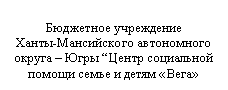 Бюджетное учреждение
Ханты-Мансийского автономного
округа – Югры “Центр социальной
помощи семье и детям «Вега»